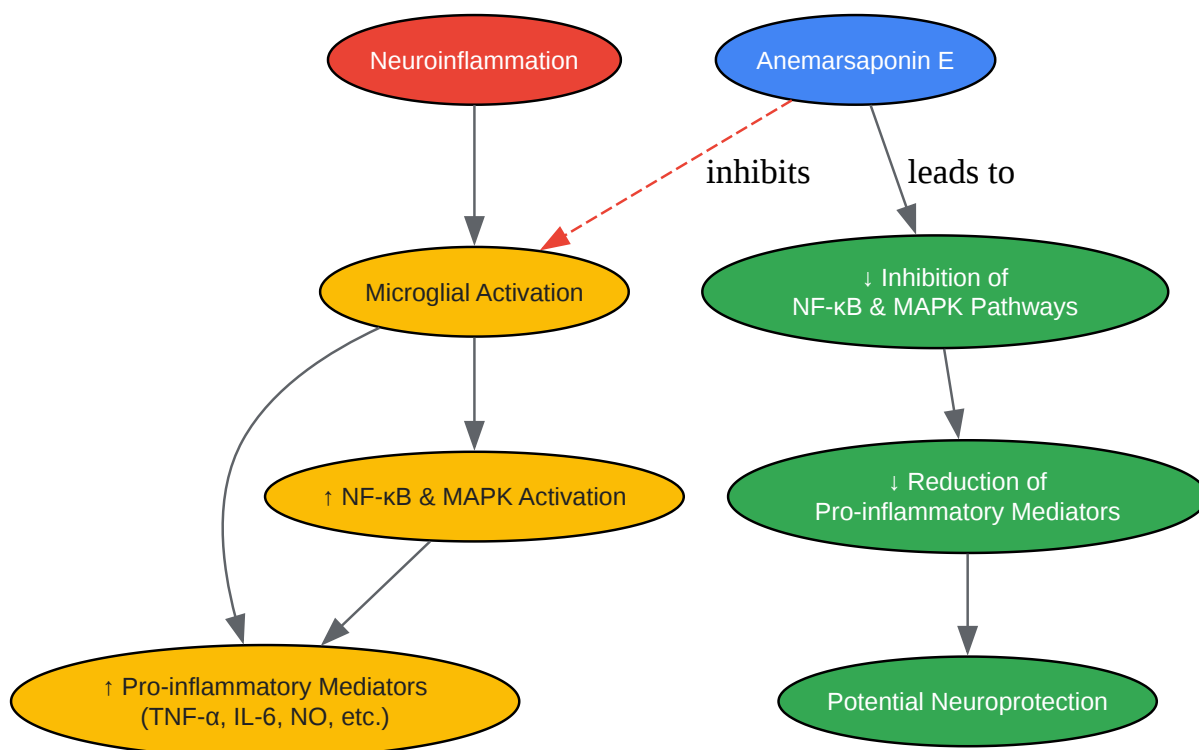 Neuroinflammation
Anemarsaponin E
inhibits
leads to
Microglial Activation
↓ Inhibition of
NF-κB & MAPK Pathways
↑ NF-κB & MAPK Activation
↓ Reduction of
Pro-inflammatory Mediators
↑ Pro-inflammatory Mediators
(TNF-α, IL-6, NO, etc.)
Potential Neuroprotection